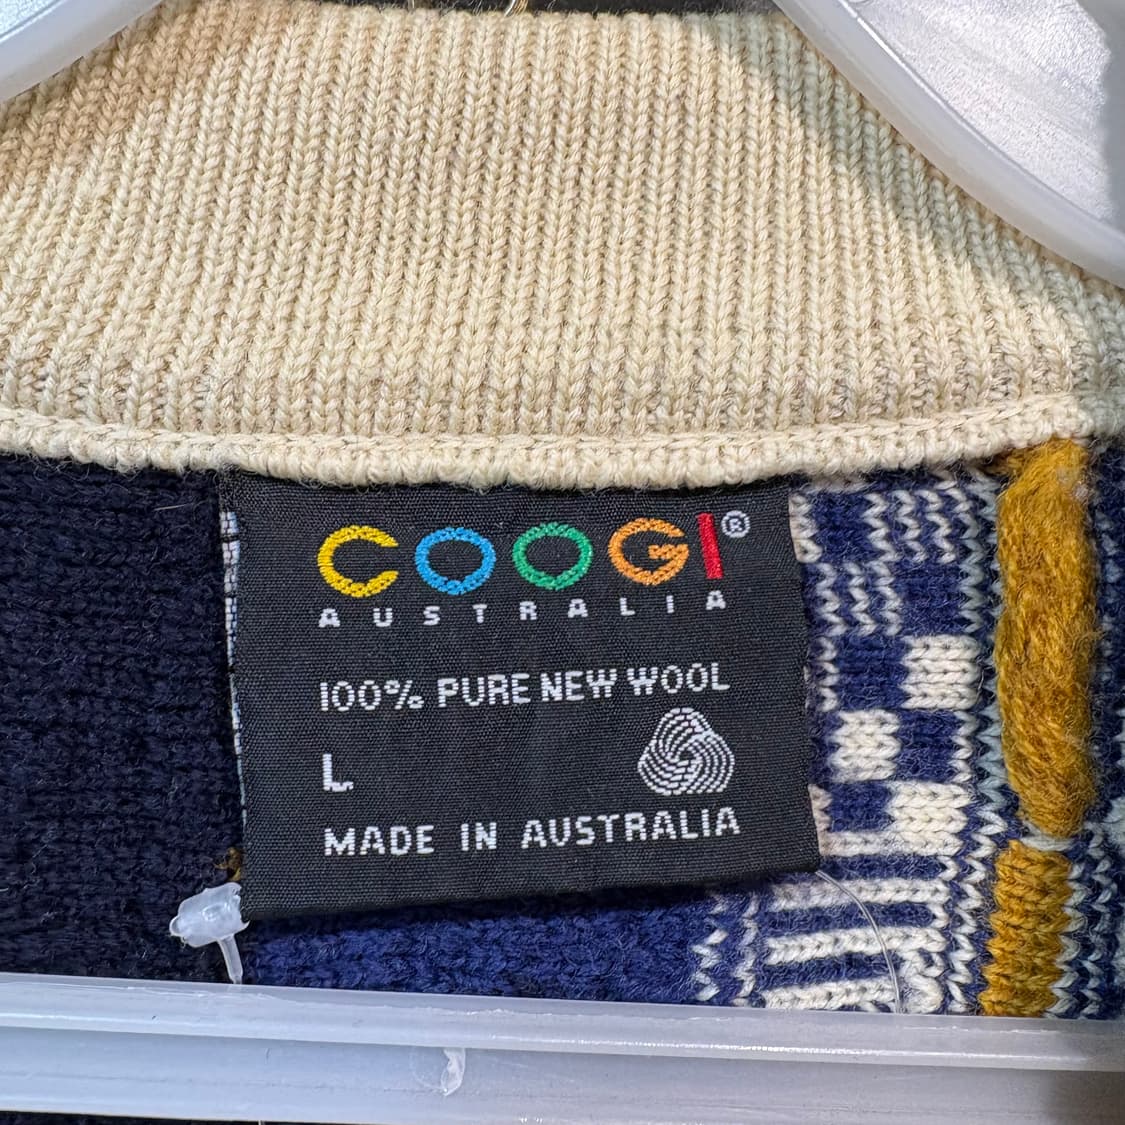 COOGI®
AUSTRALIA
100% PURE NEW WOOL
L
MADE IN AUSTRALIA